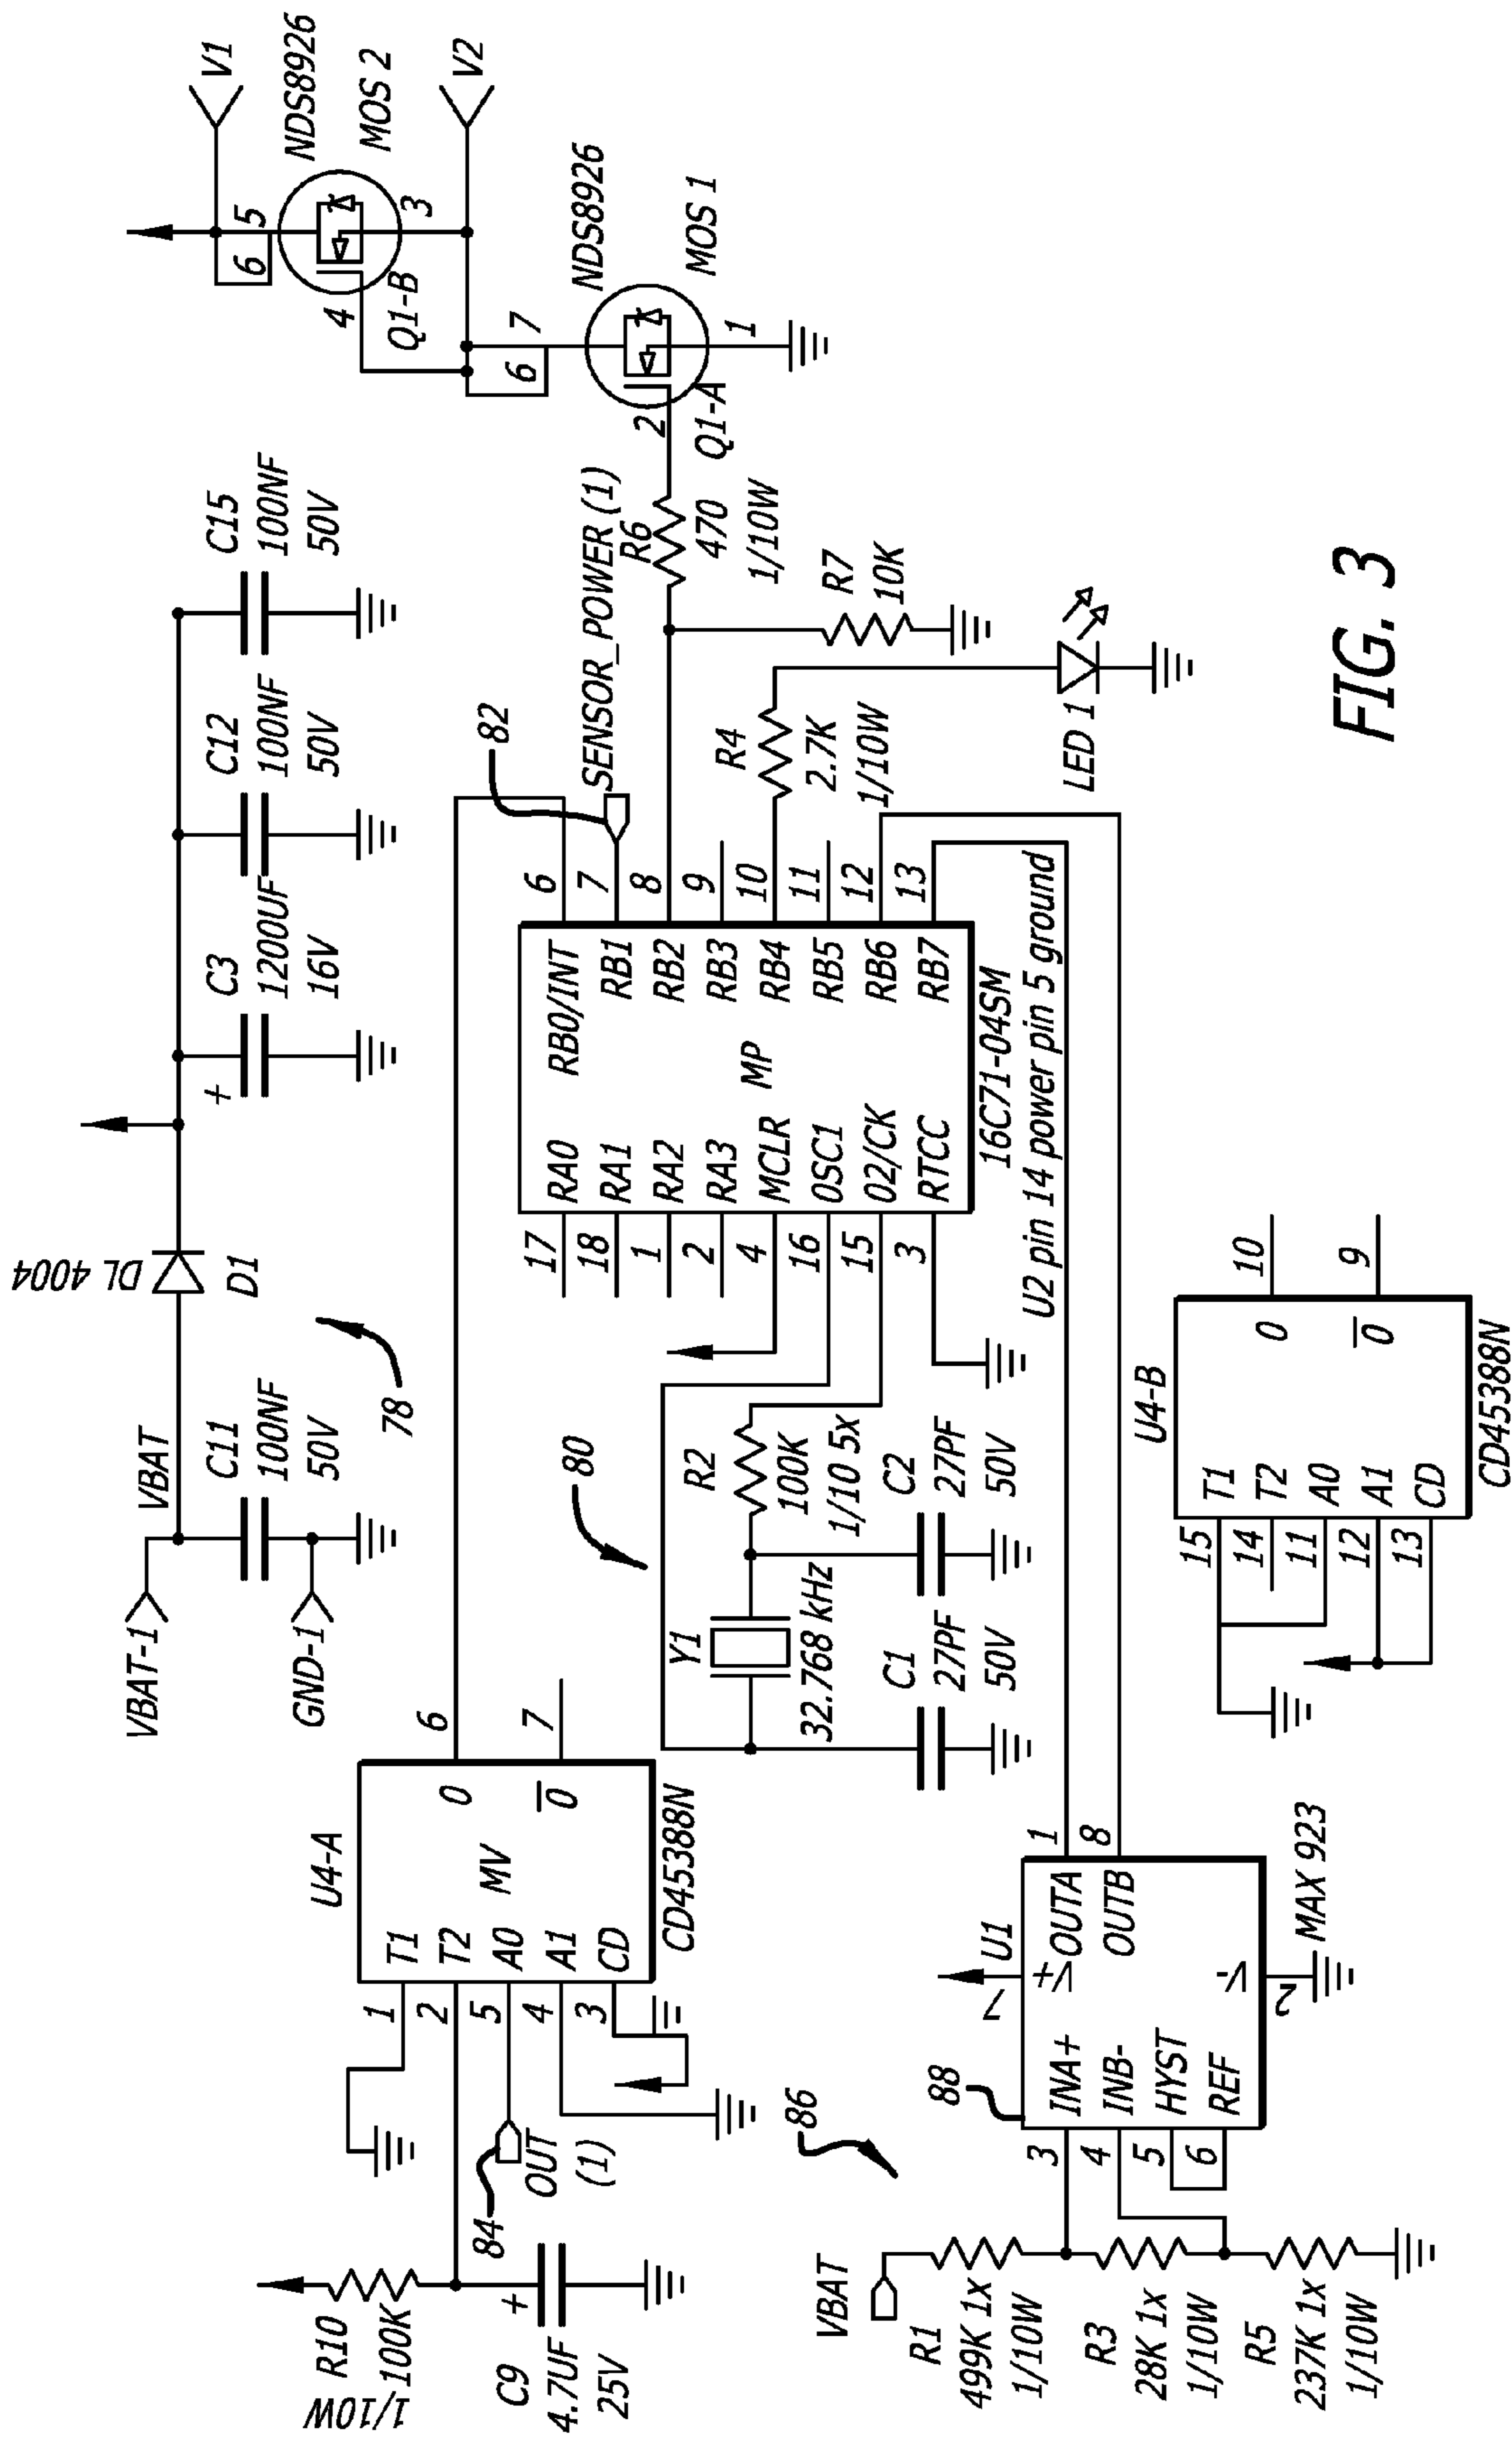 VBAT-1
GND-1
VBAT
C11
100NF
50V
78
DL 4004
D1
+
C3
1200UF
16V
C12
100NF
50V
C15
100NF
50V
V1
NDS8926
MOS 2
5
6
4
3
Q1-B
V2
NDS8926
MOS 1
7
6
2
1
Q1-A
R10
100K
1/10W
+
C9
4.7UF
25V
84
OUT
(1)
U4-A
1 T1
2 T2
5 A0
4 A1
3 CD
MV
O 6
O 7
CD45388N
80
Y1
32.768 kHz
R2
100K
1/10 5x
C1
27PF
50V
C2
27PF
50V
17 RA0
18 RA1
1 RA2
2 RA3
4 MCLR
16 OSC1
15 O2/CK
3 RTCC
MP
RB0/INT 6
RB1 7
RB2 8
RB3 9
RB4 10
RB5 11
RB6 12
RB7 13
16C71-04SM
U2 pin 14 power pin 5 ground
82
SENSOR_POWER (1)
R6
470
1/10W
R7
10K
R4
2.7K
1/10W
LED 1
VBAT
R1
499K 1x
1/10W
R3
28K 1x
1/10W
R5
237K 1x
1/10W
86
88
U1
7 V+
3 INA+
4 INB-
5 HYST
6 REF
OUTA 1
OUTB 8
V-
2
MAX 923
U4-B
15 T1
14 T2
11 A0
12 A1
13 CD
O 10
O 9
CD45388N
FIG. 3